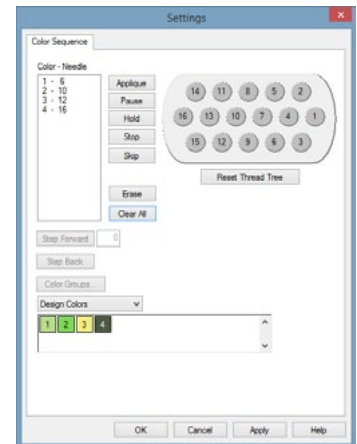 Settings
Color Sequence
Color - Needle
1 - 6
2 - 10
3 - 12
4 - 16
Applique
Pause
Hold
Stop
Skip
Erase
Clear All
14 11 8 5 2
16 13 10 7 4 1
15 12 9 6 3
Reset Thread Tree
Step Forward 0
Step Back
Color Groups...
Design Colors
1 2 3 4
OK Cancel Apply Help